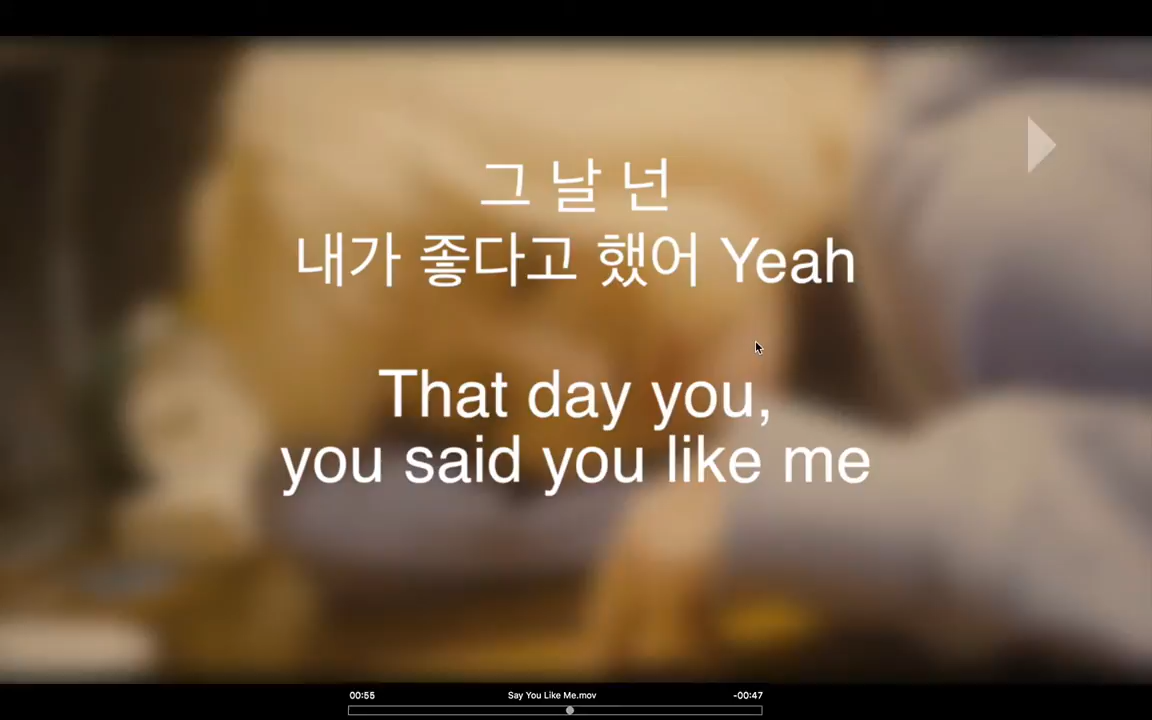 그 날 넌
내가 좋다고 했어 Yeah
That day you,
you said you like me
00:55 Say You Like Me.mov -00:47